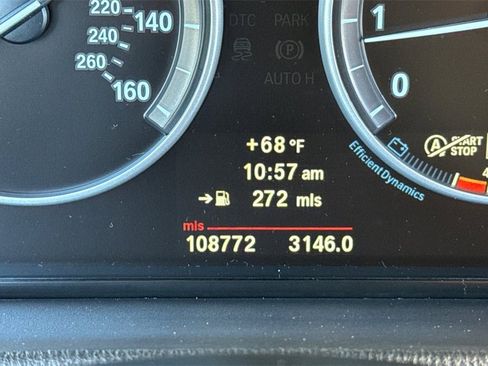 220
140
240
260
160
DTC PARK
AUTO H
1
0
+68 °F
10:57 am
272 mls
mls
108772 3146.0
A START STOP
EfficientDynamics
4